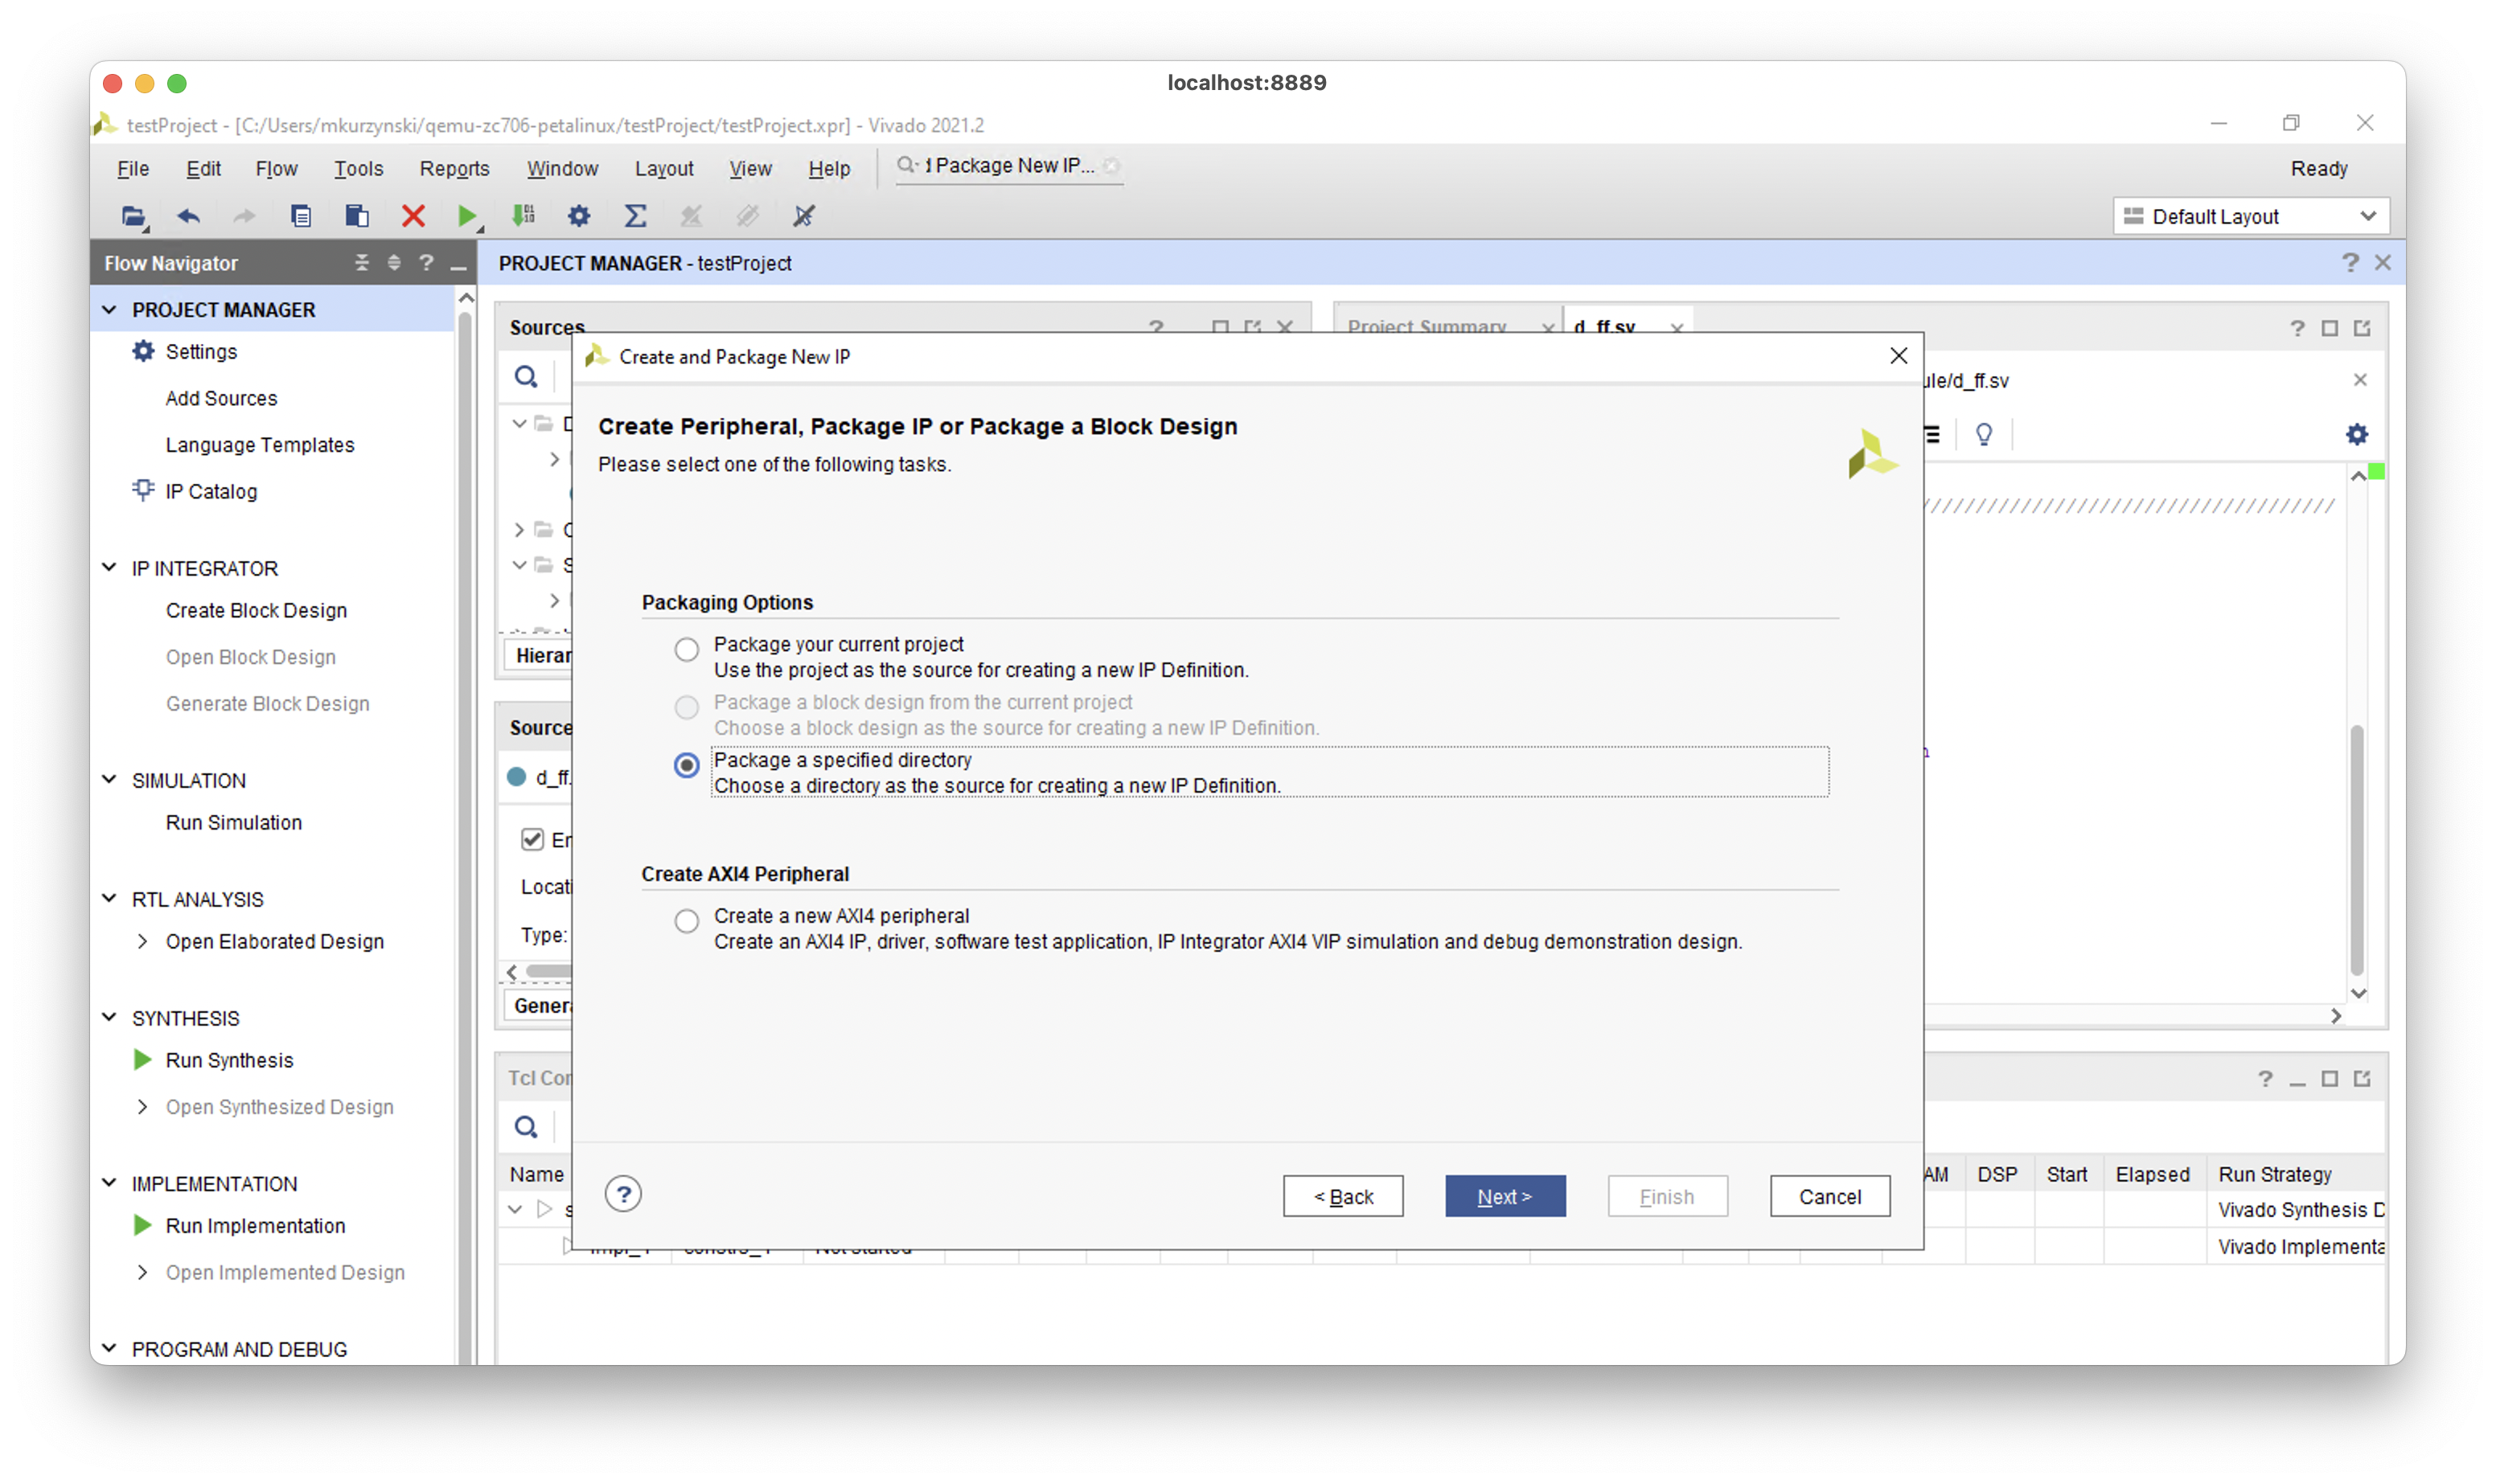 localhost:8889
testProject - [C:/Users/mkurzynski/qemu-zc706-petalinux/testProject/testProject.xpr] - Vivado 2021.2
File Edit Flow Tools Reports Window Layout View Help Package New IP... Ready
Default Layout
Flow Navigator
PROJECT MANAGER - testProject
PROJECT MANAGER
Settings
Add Sources
Language Templates
IP Catalog
IP INTEGRATOR
Create Block Design
Open Block Design
Generate Block Design
SIMULATION
Run Simulation
RTL ANALYSIS
Open Elaborated Design
SYNTHESIS
Run Synthesis
Open Synthesized Design
IMPLEMENTATION
Run Implementation
Open Implemented Design
PROGRAM AND DEBUG
Sources
Project Summary d_ff.sv
ule/d_ff.sv
Hierar
Source
d_ff.
En
Locati
Type:
Genera
Tcl Con
Name
AM DSP Start Elapsed Run Strategy
Vivado Synthesis D
impl_1 constrs_1 Not started Vivado Implementa
Create and Package New IP
Create Peripheral, Package IP or Package a Block Design
Please select one of the following tasks.
Packaging Options
Package your current project
Use the project as the source for creating a new IP Definition.
Package a block design from the current project
Choose a block design as the source for creating a new IP Definition.
Package a specified directory
Choose a directory as the source for creating a new IP Definition.
Create AXI4 Peripheral
Create a new AXI4 peripheral
Create an AXI4 IP, driver, software test application, IP Integrator AXI4 VIP simulation and debug demonstration design.
? < Back Next > Finish Cancel